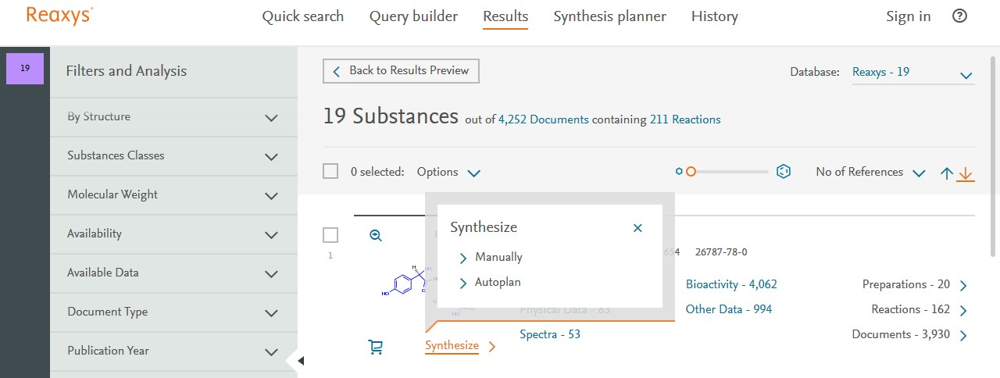 Reaxys®
Quick search Query builder Results Synthesis planner History Sign in ?
19
Filters and Analysis
By Structure
Substances Classes
Molecular Weight
Availability
Available Data
Document Type
Publication Year
Back to Results Preview
Database: Reaxys - 19
19 Substances out of 4,252 Documents containing 211 Reactions
0 selected: Options
No of References
1
Synthesize
Manually
Autoplan
654 26787-78-0
H
HO
HO
Physical Data - 83
Spectra - 53
Bioactivity - 4,062
Other Data - 994
Preparations - 20
Reactions - 162
Documents - 3,930
Synthesize